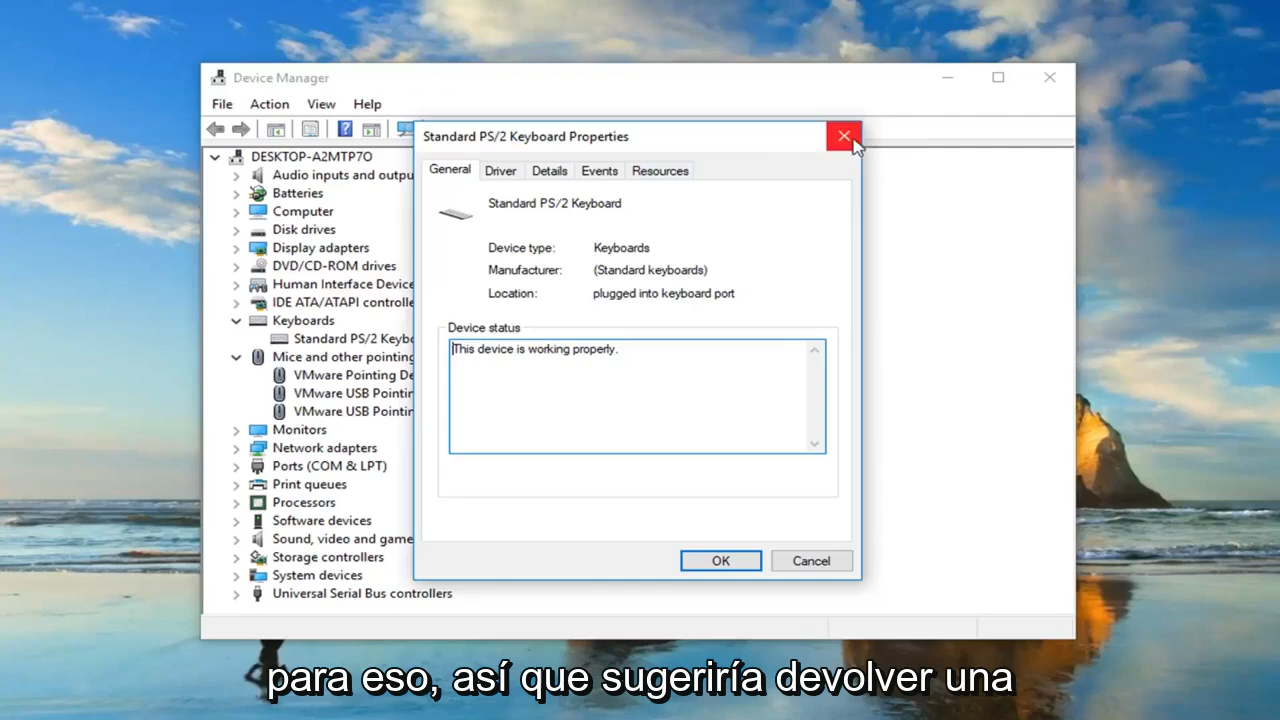 Device Manager
File Action View Help
Standard PS/2 Keyboard Properties
General Driver Details Events Resources
DESKTOP-A2MTP7O
Audio inputs and outpu
Batteries
Computer
Disk drives
Display adapters
DVD/CD-ROM drives
Human Interface Device
IDE ATA/ATAPI controlle
Keyboards
Standard PS/2 Keybo
Mice and other pointing
VMware Pointing De
VMware USB Pointin
VMware USB Pointin
Monitors
Network adapters
Ports (COM & LPT)
Print queues
Processors
Software devices
Sound, video and game
Storage controllers
System devices
Universal Serial Bus controllers
Standard PS/2 Keyboard
Device type: Keyboards
Manufacturer: (Standard keyboards)
Location: plugged into keyboard port
Device status
This device is working properly.
OK Cancel
para eso, así que sugeriría devolver una